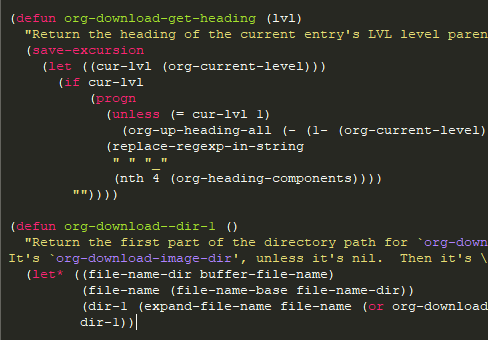 (defun org-download-get-heading (lvl)
"Return the heading of the current entry's LVL level paren
(save-excursion
(let ((cur-lvl (org-current-level)))
(if cur-lvl
(progn
(unless (= cur-lvl 1)
(org-up-heading-all (- (1- (org-current-level)
(replace-regexp-in-string
" " "_"
(nth 4 (org-heading-components))))
""))))
(defun org-download--dir-1 ()
"Return the first part of the directory path for `org-down
It's `org-download-image-dir', unless it's nil.  Then it's \
(let* ((file-name-dir buffer-file-name)
(file-name (file-name-base file-name-dir))
(dir-1 (expand-file-name file-name (or org-download
dir-1))